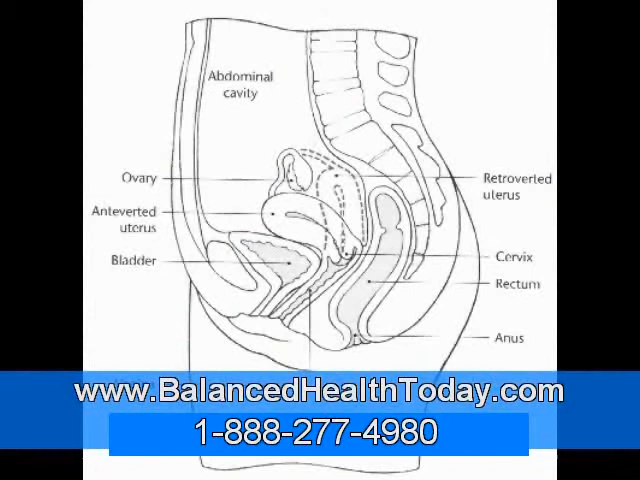 Abdominal
cavity
Ovary
Retroverted
uterus
Anteverted
uterus
Bladder
Cervix
Rectum
Anus
www.BalancedHealthToday.com
1-888-277-4980